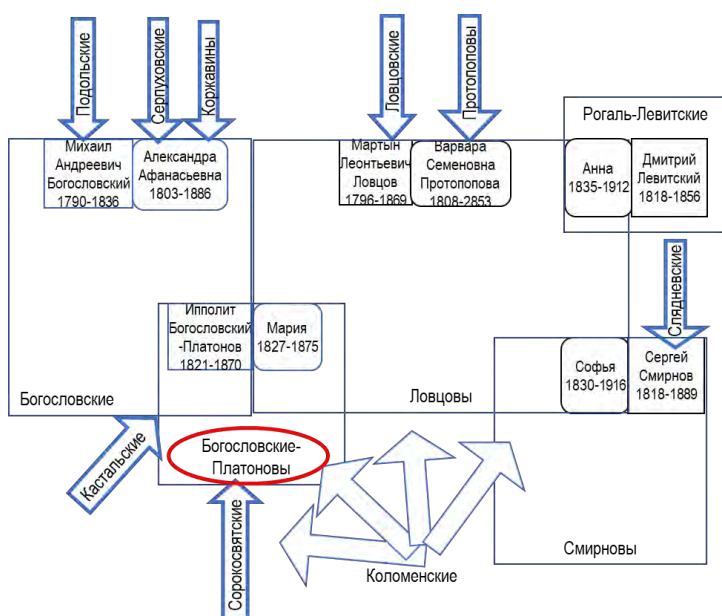 Подольские
Серпуховские
Коржавины
Ловцовские
Протопоповы
Рогаль-Левитские
Михаил
Андреевич
Богословский
1790-1836
Александра
Афанасьевна
1803-1886
Мартын
Леонтьевич
Ловцов
1796-1869
Варвара
Семеновна
Протопопова
1808-2853
Анна
1835-1912
Дмитрий
Левитский
1818-1856
Слядневские
Ипполит
Богословский
-Платонов
1821-1870
Мария
1827-1875
Софья
1830-1916
Сергей
Смирнов
1818-1889
Богословские
Ловцовы
Кастальские
Богословские-
Платоновы
Сорокосвятские
Коломенские
Смирновы